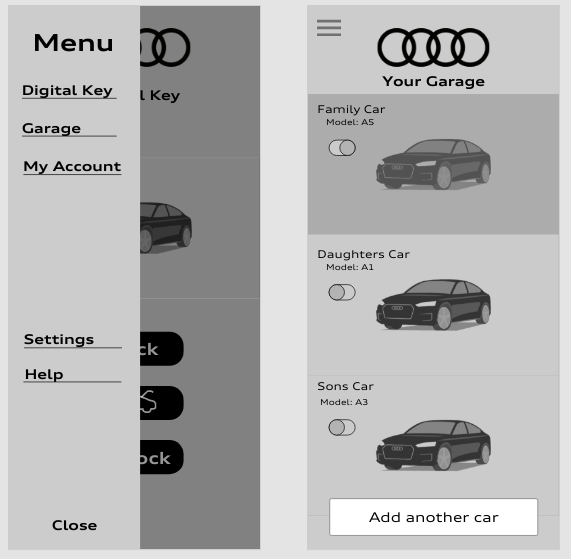 Menu
l Key
Digital Key
Garage
My Account
ck
Settings
Help
ock
Close
Your Garage
Family Car
Model: A5
Daughters Car
Model: A1
Sons Car
Model: A3
Add another car